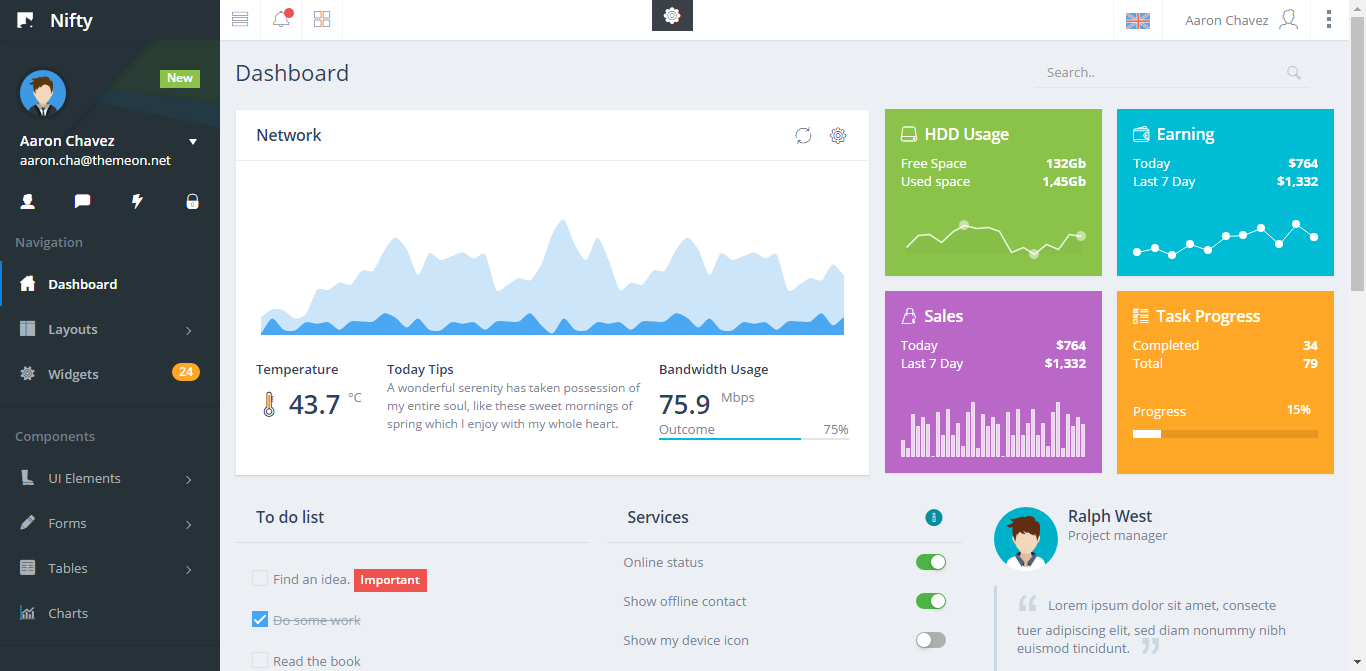 Nifty
Aaron Chavez
Dashboard
Search..
New
Aaron Chavez
aaron.cha@themeon.net
Navigation
Dashboard
Layouts
Widgets 24
Components
UI Elements
Forms
Tables
Charts
Network
Temperature
43.7 °C
Today Tips
A wonderful serenity has taken possession of
my entire soul, like these sweet mornings of
spring which I enjoy with my whole heart.
Bandwidth Usage
75.9 Mbps
Outcome 75%
HDD Usage
Free Space 132Gb
Used space 1,45Gb
Earning
Today $764
Last 7 Day $1,332
Sales
Today $764
Last 7 Day $1,332
Task Progress
Completed 34
Total 79
Progress 15%
To do list
Find an idea. Important
Do some work
Read the book
Services
Online status
Show offline contact
Show my device icon
Ralph West
Project manager
“ Lorem ipsum dolor sit amet, consecte
tuer adipiscing elit, sed diam nonummy nibh
euismod tincidunt. ”